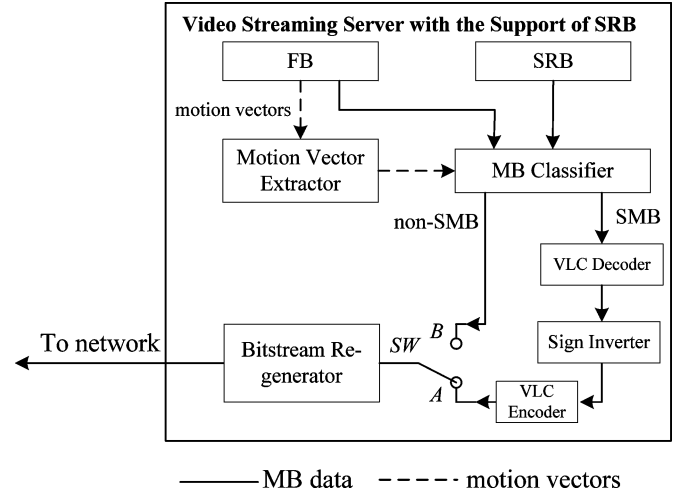 Video Streaming Server with the Support of SRB
FB
SRB
motion vectors
Motion Vector
Extractor
MB Classifier
non-SMB
SMB
VLC Decoder
Sign Inverter
B
SW
A
VLC
Encoder
Bitstream Re-
generator
To network
MB data
motion vectors